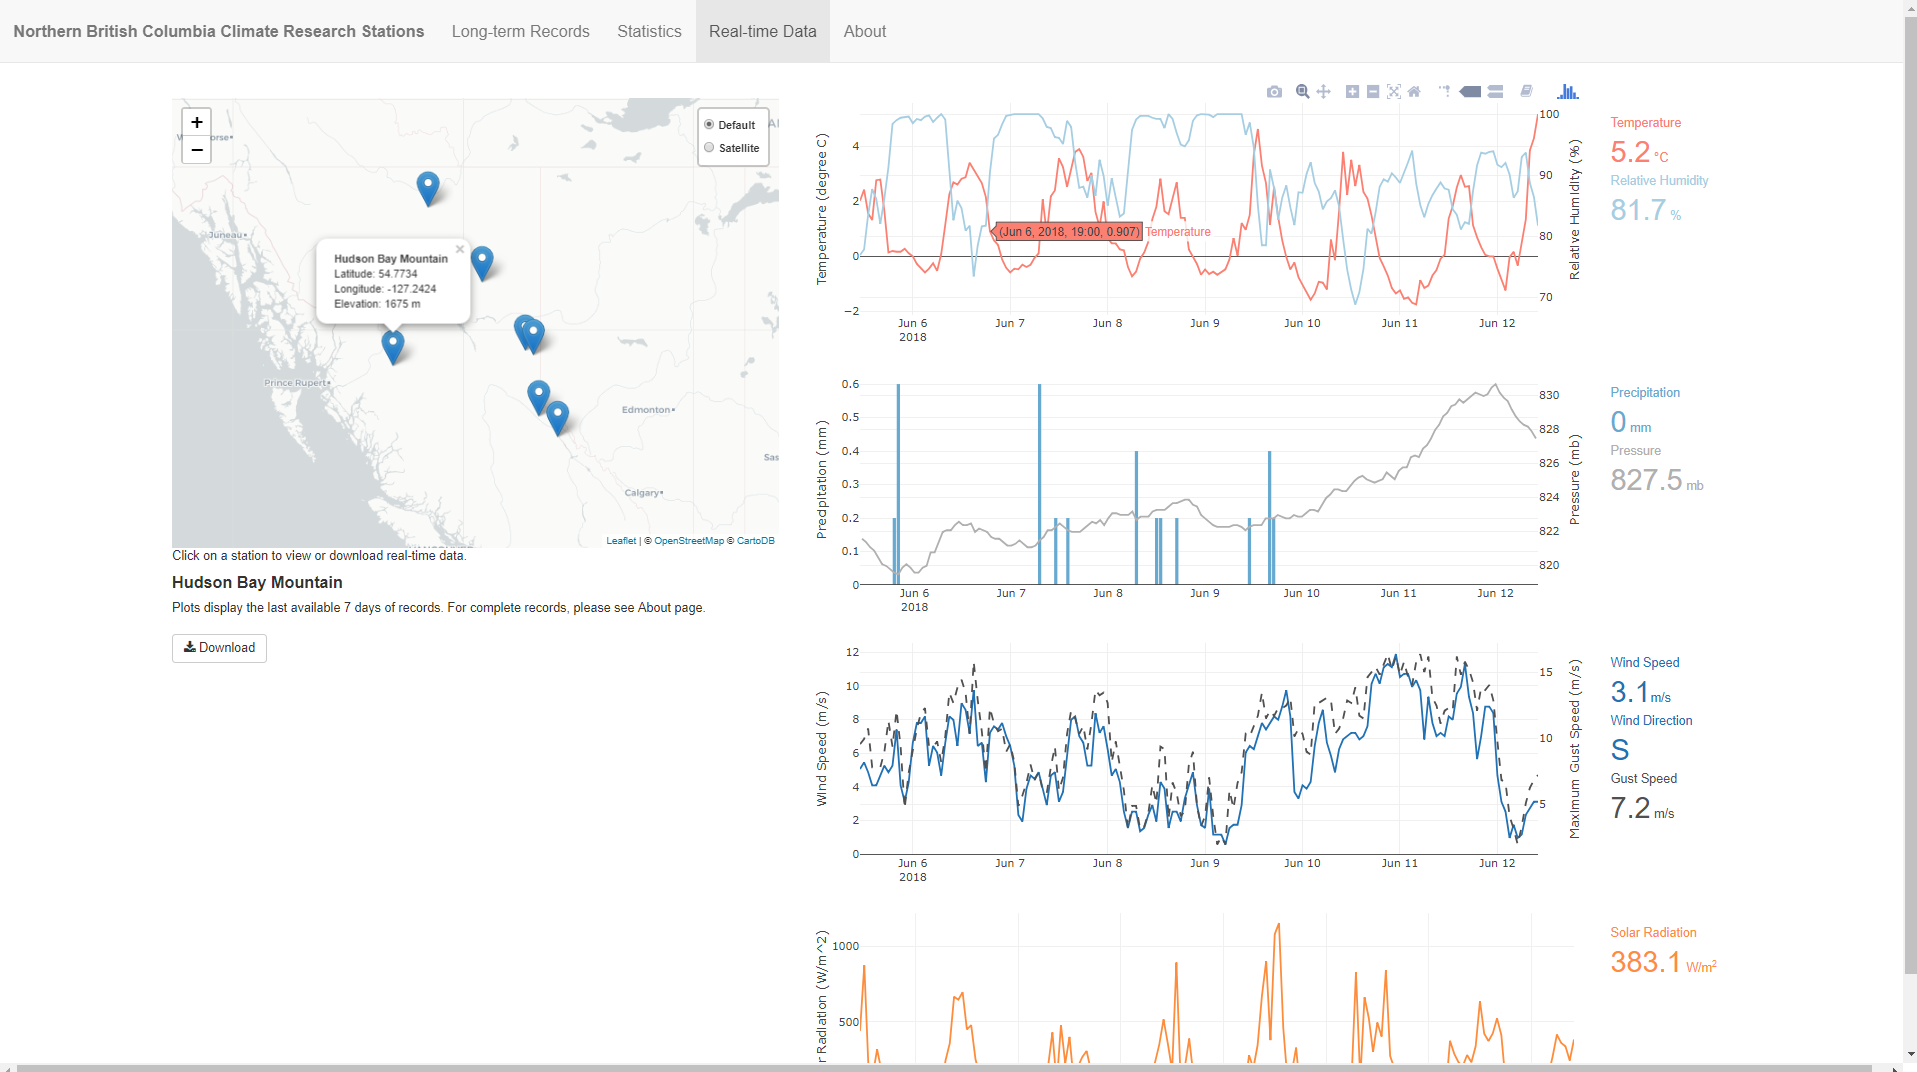 Northern British Columbia Climate Research Stations Long-term Records Statistics Real-time Data About
+
−
Default
Satellite
Juneau
Hudson Bay Mountain ×
Latitude: 54.7734
Longitude: -127.2424
Elevation: 1675 m
Prince Rupert
Edmonton
Calgary
Leaflet | © OpenStreetMap © CartoDB
Click on a station to view or download real-time data.
Hudson Bay Mountain
Plots display the last available 7 days of records. For complete records, please see About page.
Download
Temperature (degree C)
4
2
0
−2
100
90
80
70
Relative Humidity (%)
(Jun 6, 2018, 19:00, 0.907) Temperature
Jun 6 Jun 7 Jun 8 Jun 9 Jun 10 Jun 11 Jun 12
2018
Temperature
5.2 °C
Relative Humidity
81.7 %
Precipitation (mm)
0.6
0.5
0.4
0.3
0.2
0.1
0
830
828
826
824
822
820
Pressure (mb)
Jun 6 Jun 7 Jun 8 Jun 9 Jun 10 Jun 11 Jun 12
2018
Precipitation
0 mm
Pressure
827.5 mb
Wind Speed (m/s)
12
10
8
6
4
2
0
15
10
5
Maximum Gust Speed (m/s)
Jun 6 Jun 7 Jun 8 Jun 9 Jun 10 Jun 11 Jun 12
2018
Wind Speed
3.1 m/s
Wind Direction
S
Gust Speed
7.2 m/s
r Radiation (W/m^2)
1000
500
Solar Radiation
383.1 W/m²